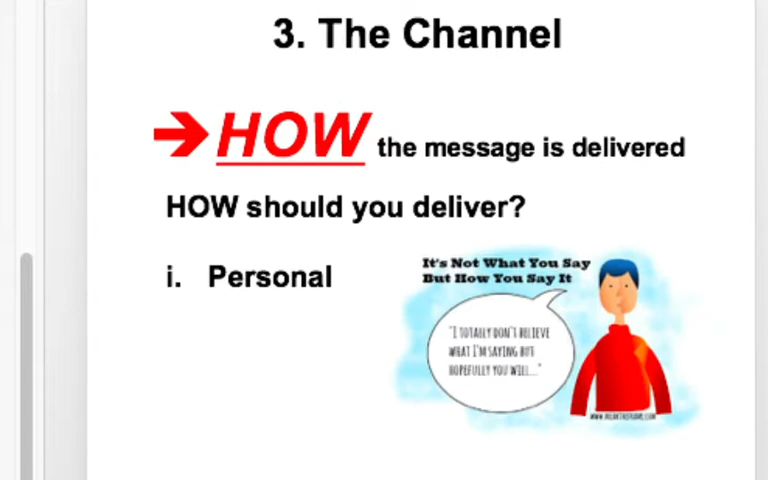 3. The Channel
➔HOW the message is delivered
HOW should you deliver?
i. Personal
It's Not What You Say
But How You Say It
"I TOTALLY DON'T BELIEVE
WHAT I'M SAYING BUT
HOPEFULLY YOU WILL..."